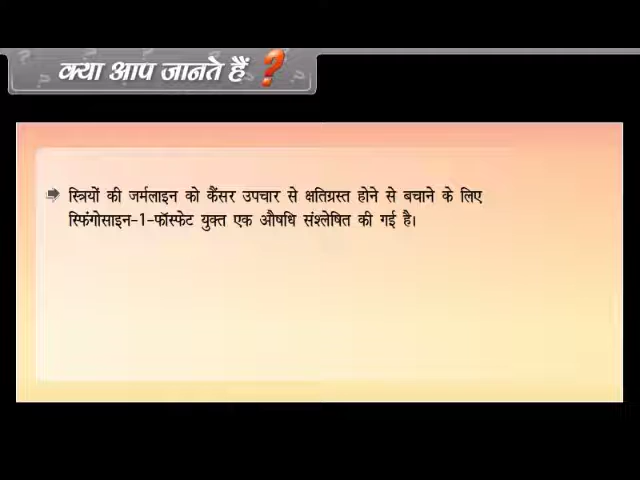 क्या आप जानते हैं ?
स्त्रियों की जर्मलाइन को कैंसर उपचार से क्षतिग्रस्त होने से बचाने के लिए
स्फिंगोसाइन-1-फॉस्फेट युक्त एक औषधि संश्लेषित की गई है।